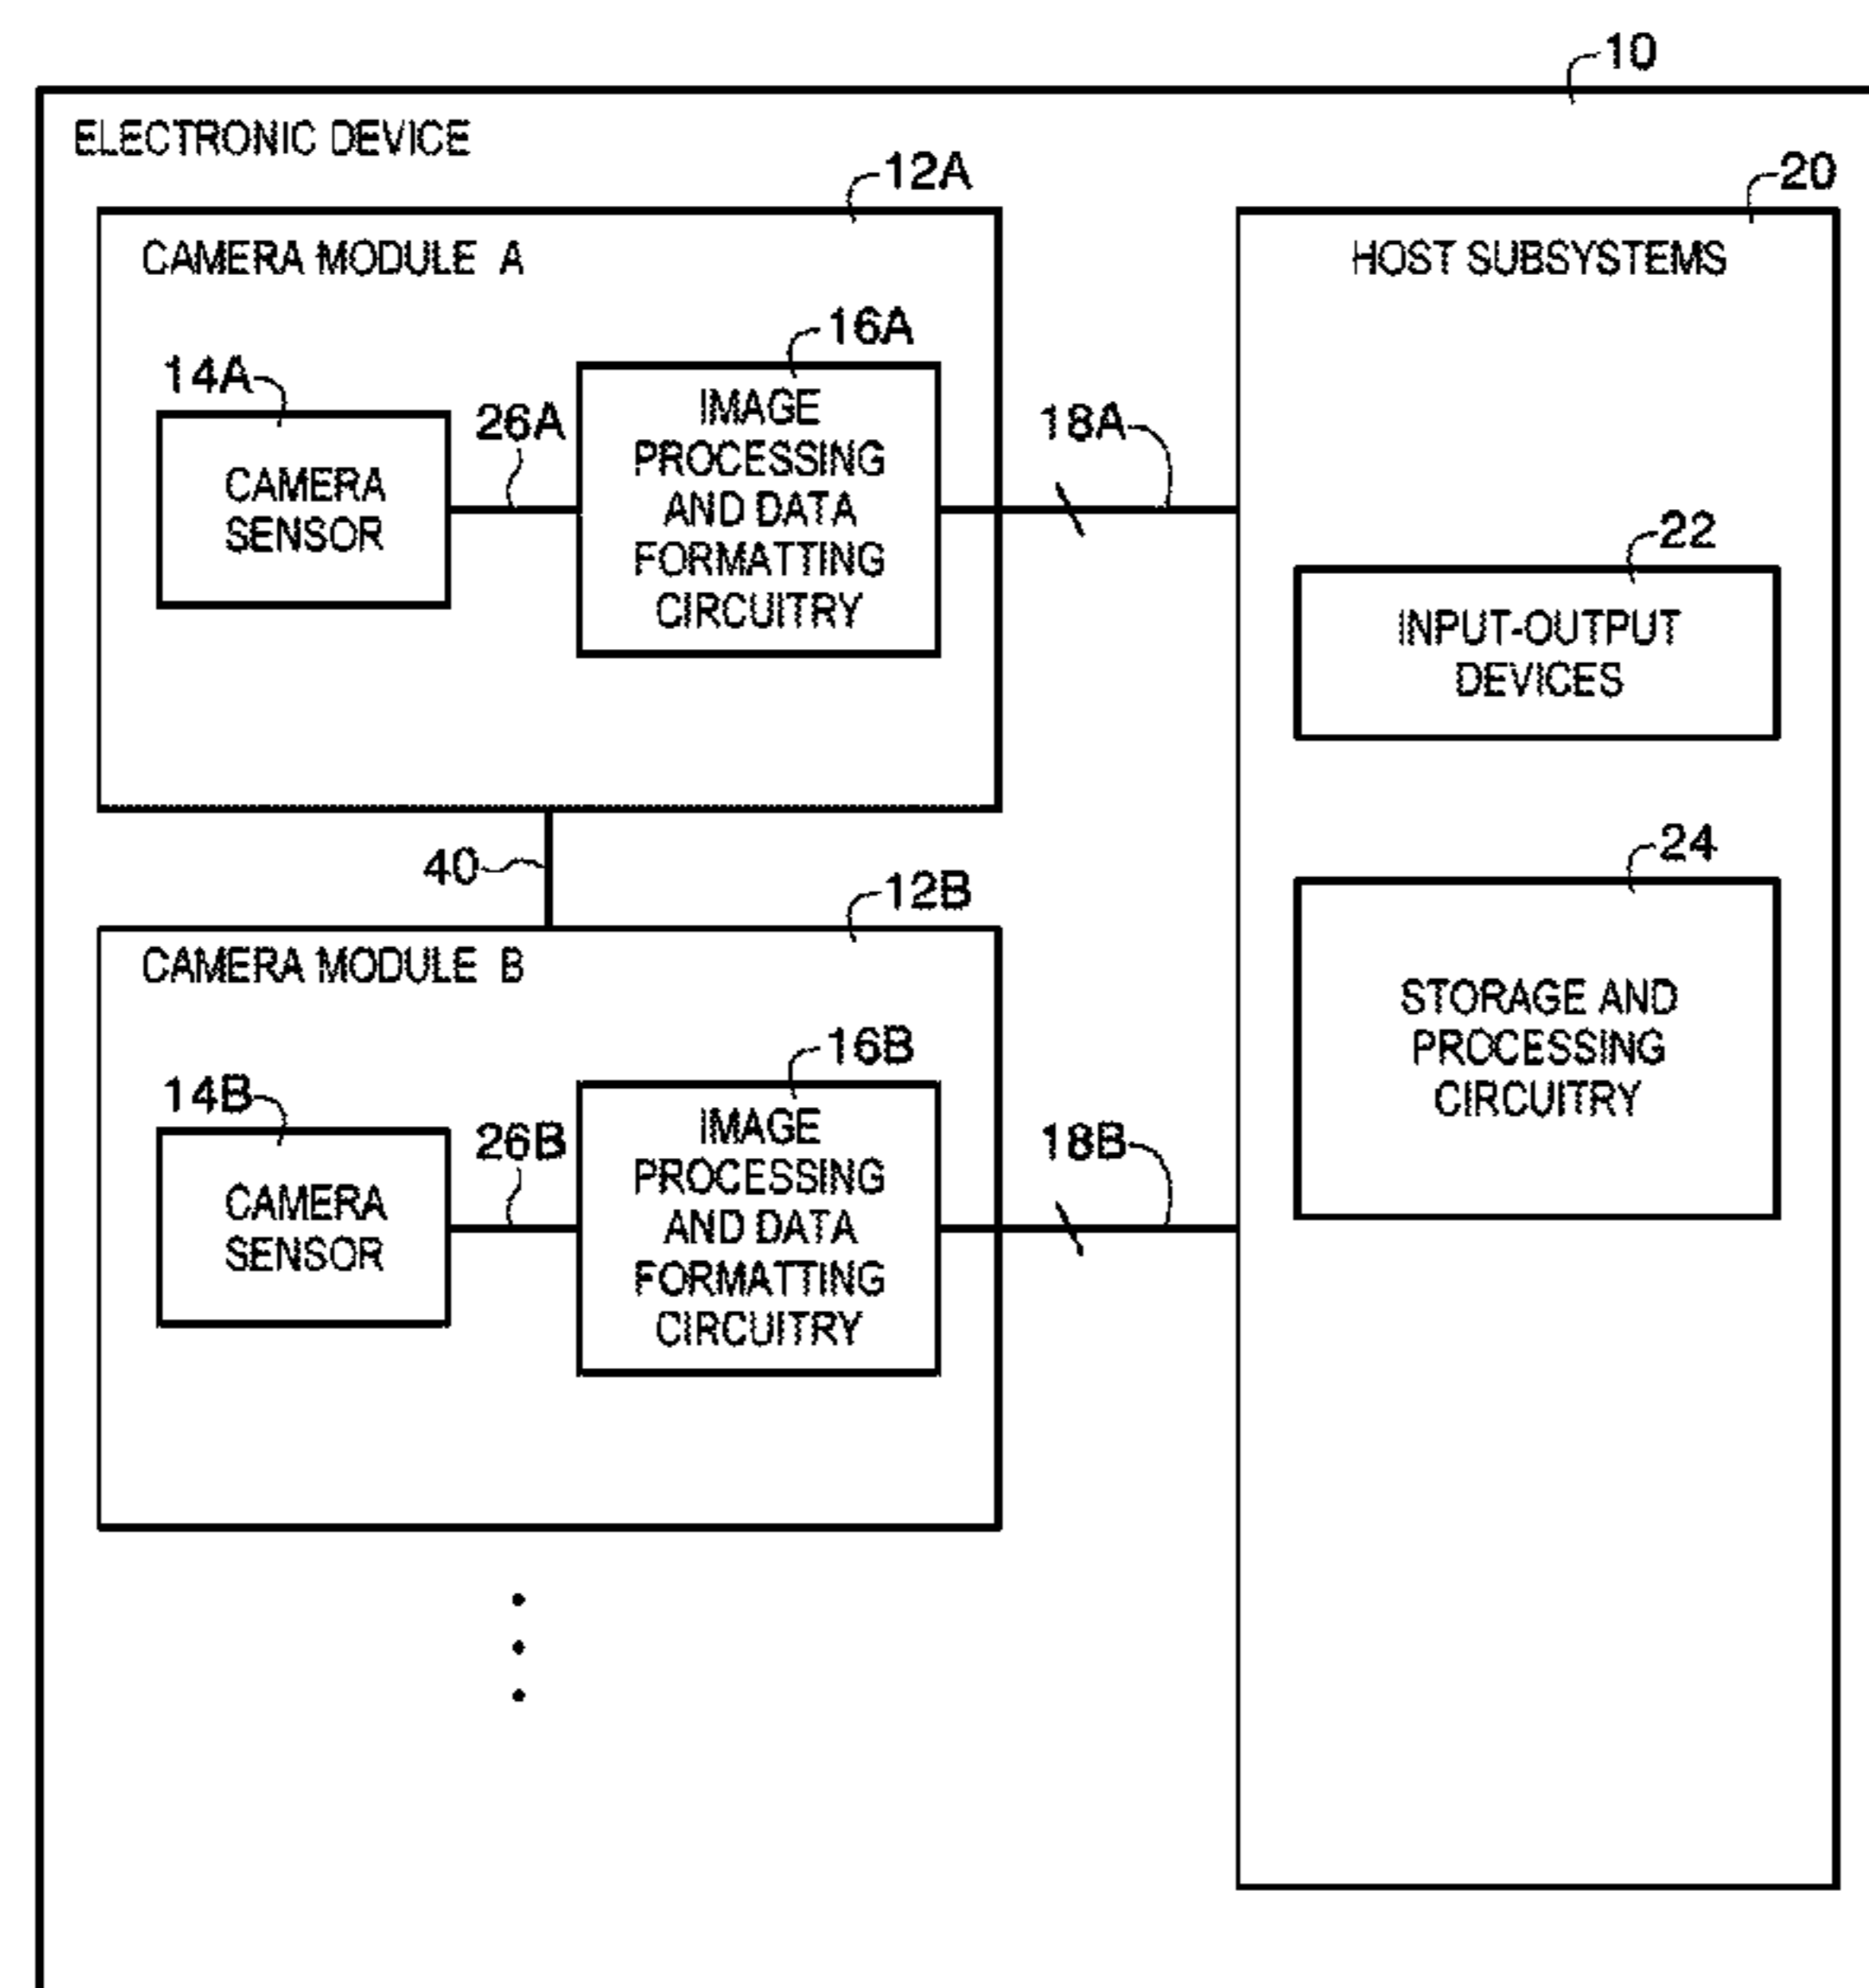 10
ELECTRONIC DEVICE
12A
20
CAMERA MODULE A
HOST SUBSYSTEMS
16A
14A
26A
IMAGE
PROCESSING
AND DATA
FORMATTING
CIRCUITRY
18A
CAMERA
SENSOR
22
INPUT-OUTPUT
DEVICES
24
40
12B
CAMERA MODULE B
STORAGE AND
PROCESSING
CIRCUITRY
16B
14B
26B
IMAGE
PROCESSING
AND DATA
FORMATTING
CIRCUITRY
18B
CAMERA
SENSOR